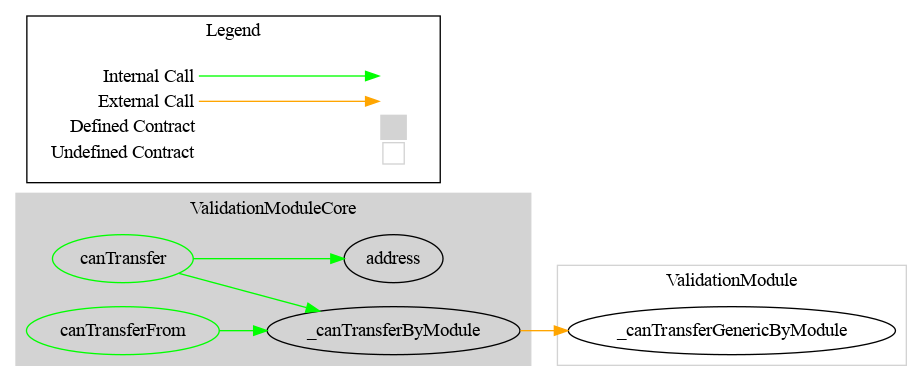 Legend
Internal Call
External Call
Defined Contract
Undefined Contract
ValidationModuleCore
canTransfer
address
canTransferFrom
_canTransferByModule
ValidationModule
_canTransferGenericByModule